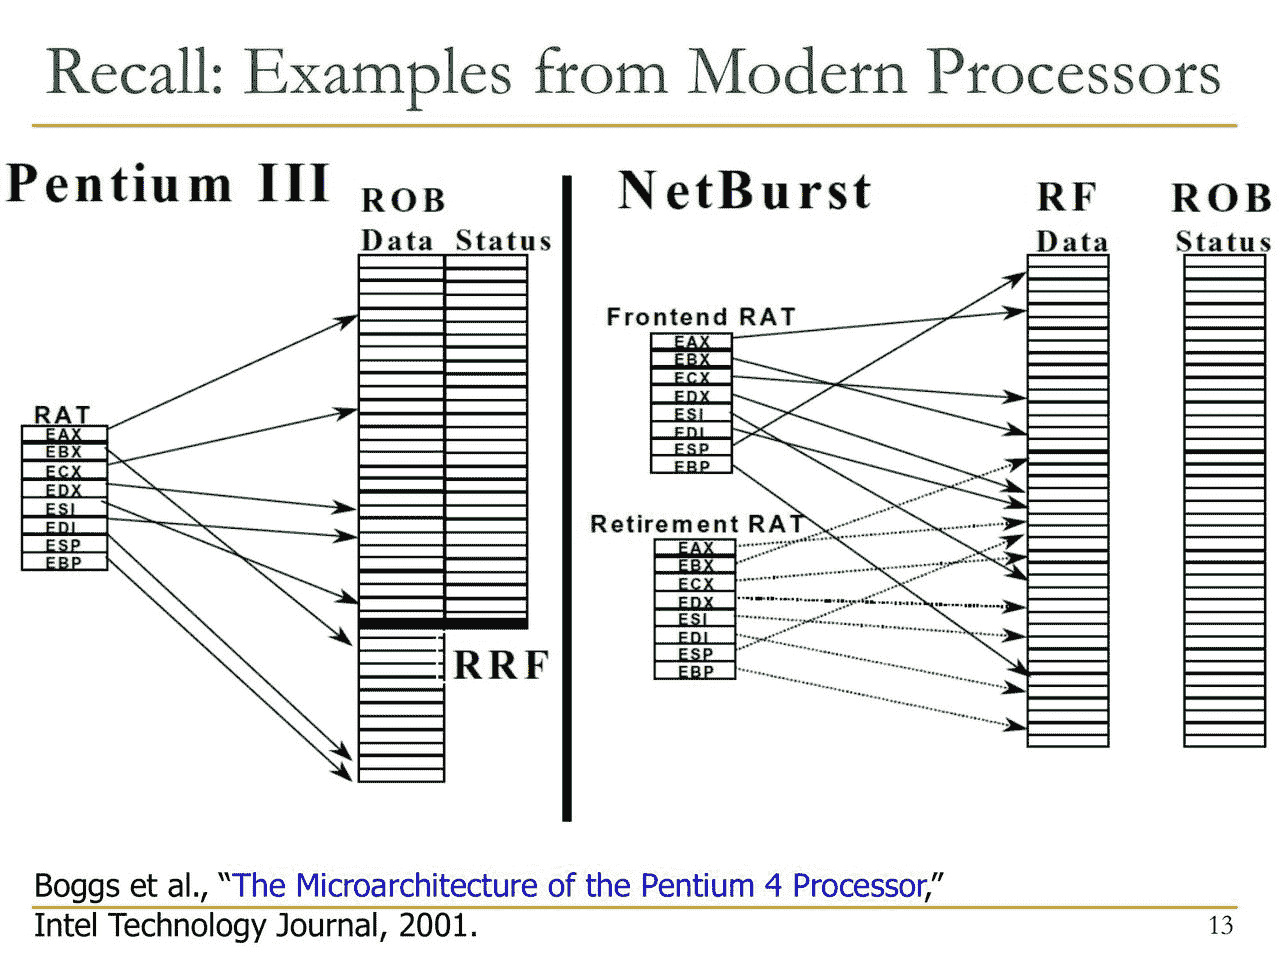 Recall: Examples from Modern Processors
Pentium III
ROB
Data Status
RAT
EAX
EBX
ECX
EDX
ESI
EDI
ESP
EBP
RRF
NetBurst
RF
Data
ROB
Status
Frontend RAT
EAX
EBX
ECX
EDX
ESI
EDI
ESP
EBP
Retirement RAT
EAX
EBX
ECX
EDX
ESI
EDI
ESP
EBP
Boggs et al., “The Microarchitecture of the Pentium 4 Processor,”
Intel Technology Journal, 2001.
13